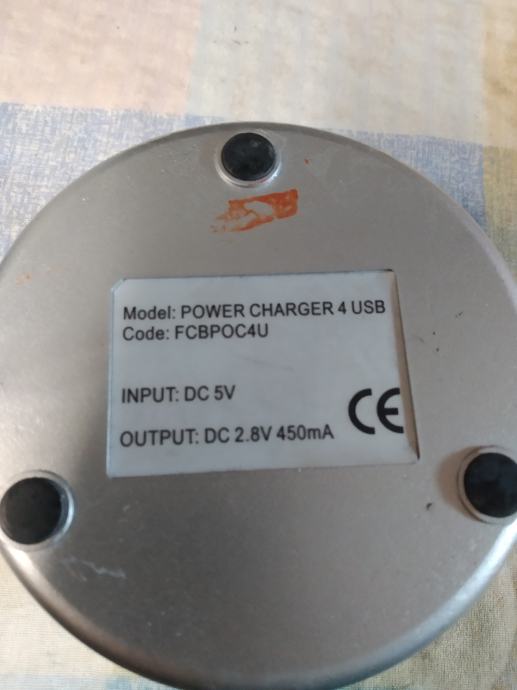 Model: POWER CHARGER 4 USB
Code: FCBPOC4U
INPUT: DC 5V
OUTPUT: DC 2.8V 450mA
CE